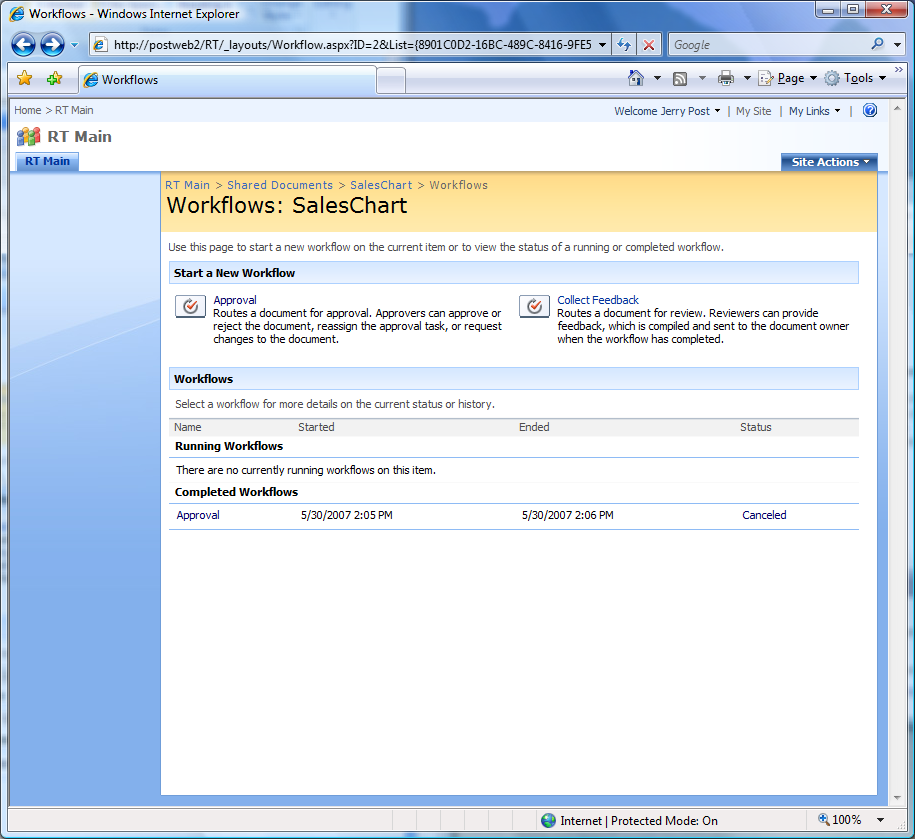 Workflows - Windows Internet Explorer
http://postweb2/RT/_layouts/Workflow.aspx?ID=2&List={8901C0D2-16BC-489C-8416-9FE5
Google
Workflows
Page
Tools
Home > RT Main
Welcome Jerry Post | My Site | My Links |
RT Main
RT Main
Site Actions
RT Main > Shared Documents > SalesChart > Workflows
Workflows: SalesChart
Use this page to start a new workflow on the current item or to view the status of a running or completed workflow.
Start a New Workflow
Approval
Routes a document for approval. Approvers can approve or
reject the document, reassign the approval task, or request
changes to the document.
Collect Feedback
Routes a document for review. Reviewers can provide
feedback, which is compiled and sent to the document owner
when the workflow has completed.
Workflows
Select a workflow for more details on the current status or history.
Name Started Ended Status
Running Workflows
There are no currently running workflows on this item.
Completed Workflows
Approval 5/30/2007 2:05 PM 5/30/2007 2:06 PM Canceled
Internet | Protected Mode: On
100%